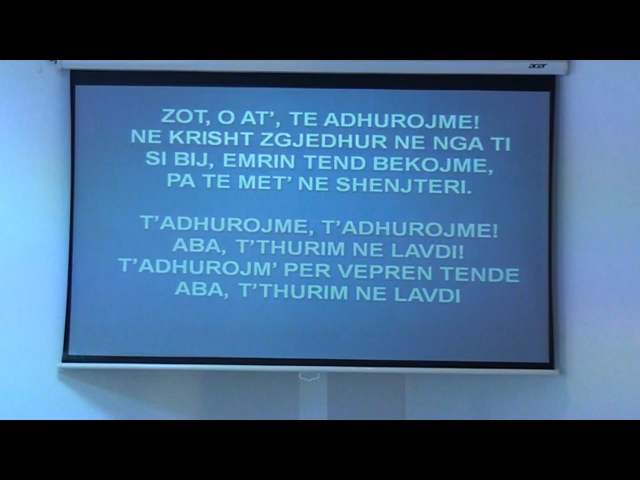 acer
ZOT, O AT', TE ADHUROJME!
NE KRISHT ZGJEDHUR NE NGA TI
SI BIJ, EMRIN TEND BEKOJME,
PA TE MET' NE SHENJTERI.
T'ADHUROJME, T'ADHUROJME!
ABA, T'THURIM NE LAVDI!
T'ADHUROJM' PER VEPREN TENDE
ABA, T'THURIM NE LAVDI